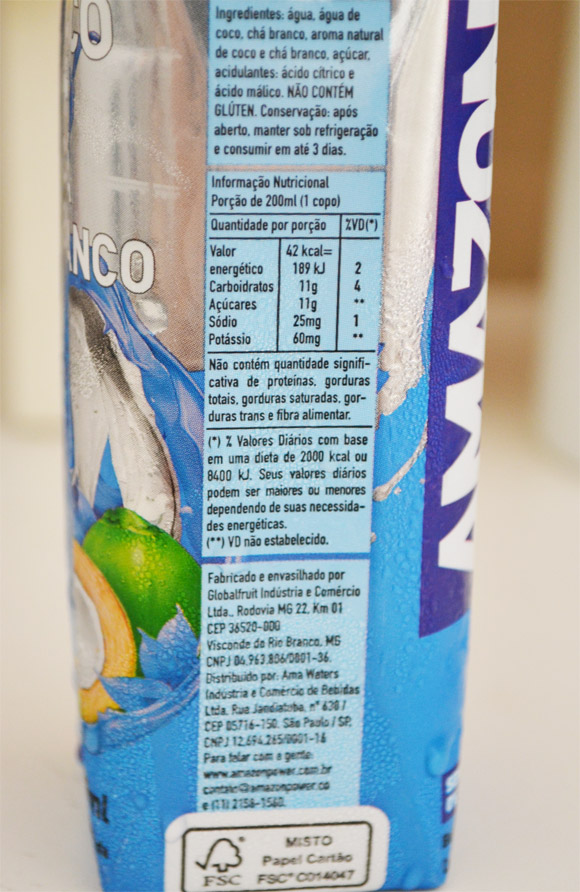 CO
NCO
Ingredientes: água, água de
coco, chá branco, aroma natural
de coco e chá branco, açúcar,
acidulantes: ácido cítrico e
ácido málico. NÃO CONTÉM
GLÚTEN. Conservação: após
aberto, manter sob refrigeração
e consumir em até 3 dias.
Informação Nutricional
Porção de 200ml (1 copo)
Quantidade por porção %VD(*)
Valor 42 kcal=
energético 189 kJ 2
Carboidratos 11g 4
Açúcares 11g **
Sódio 25mg 1
Potássio 60mg **
Não contém quantidade signifi-
cativa de proteínas, gorduras
totais, gorduras saturadas, gor-
duras trans e fibra alimentar.
(*) % Valores Diários com base
em uma dieta de 2000 kcal ou
8400 kJ. Seus valores diários
podem ser maiores ou menores
dependendo de suas necessida-
des energéticas.
(**) VD não estabelecido.
Fabricado e envasilhado por
Globalfruit Indústria e Comércio
Ltda., Rodovia MG 22, Km 01
CEP 36520-000
Visconde do Rio Branco, MG
CNPJ 04.963.806/0001-36.
Distribuído por: Ama Waters
Indústria e Comércio de Bebidas
Ltda. Rua Jandiatuba, n° 630 /
CEP 05716-150. São Paulo / SP.
CNPJ 12.694.265/0001-16
Para falar com a gente:
www.amazonpower.com.br
contato@amazonpower.co
e (11) 2156-1560.
MISTO
Papel Cartão
FSC FSC® C014047
AMAZON
ml